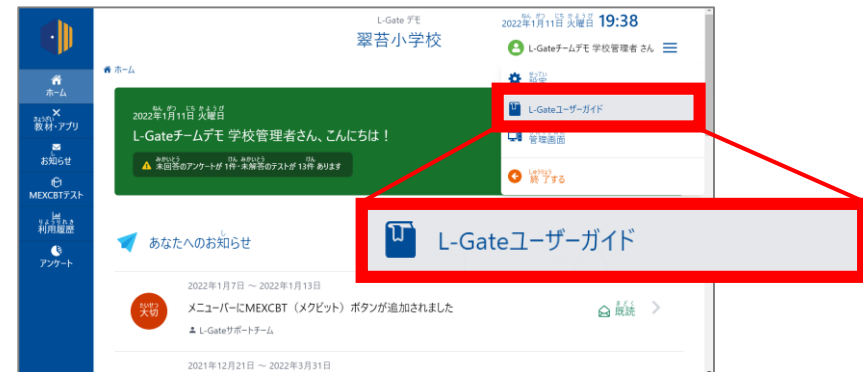 L-Gate デモ
翠苔小学校
2022年1月11日 火曜日 19:38
L-Gateチームデモ 学校管理者 さん
ホーム
ホーム
教材・アプリ
お知らせ
MEXCBTテスト
利用履歴
アンケート
設定
L-Gateユーザーガイド
管理画面
終了する
2022年1月11日 火曜日
L-Gateチームデモ 学校管理者さん、こんにちは！
未回答のアンケートが 1件・未解答のテストが 13件 あります
L-Gateユーザーガイド
あなたへのお知らせ
2022年1月7日 ～ 2022年1月13日
大切
メニューバーにMEXCBT（メクビット）ボタンが追加されました
既読
L-Gateサポートチーム
2021年12月21日 ～ 2022年3月31日